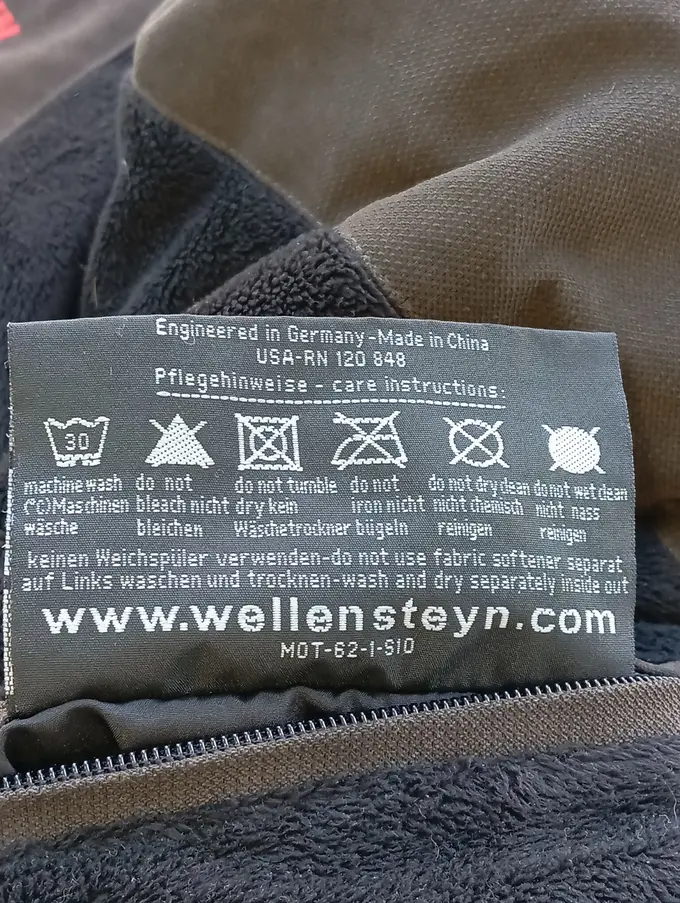 Engineered in Germany-Made in China
USA-RN 120 848
Pflegehinweise - care instructions:
30
machine wash do not do not tumble do not do not dry clean do not wet clean
(°C)Maschinen bleach nicht dry kein iron nicht nicht chemisch nicht nass
wäsche bleichen Wäschetrockner bügeln reinigen reinigen
keinen Weichspüler verwenden-do not use fabric softener separat
auf Links waschen und trocknen-wash and dry separately inside out
www.wellensteyn.com
MOT-62-I-S10